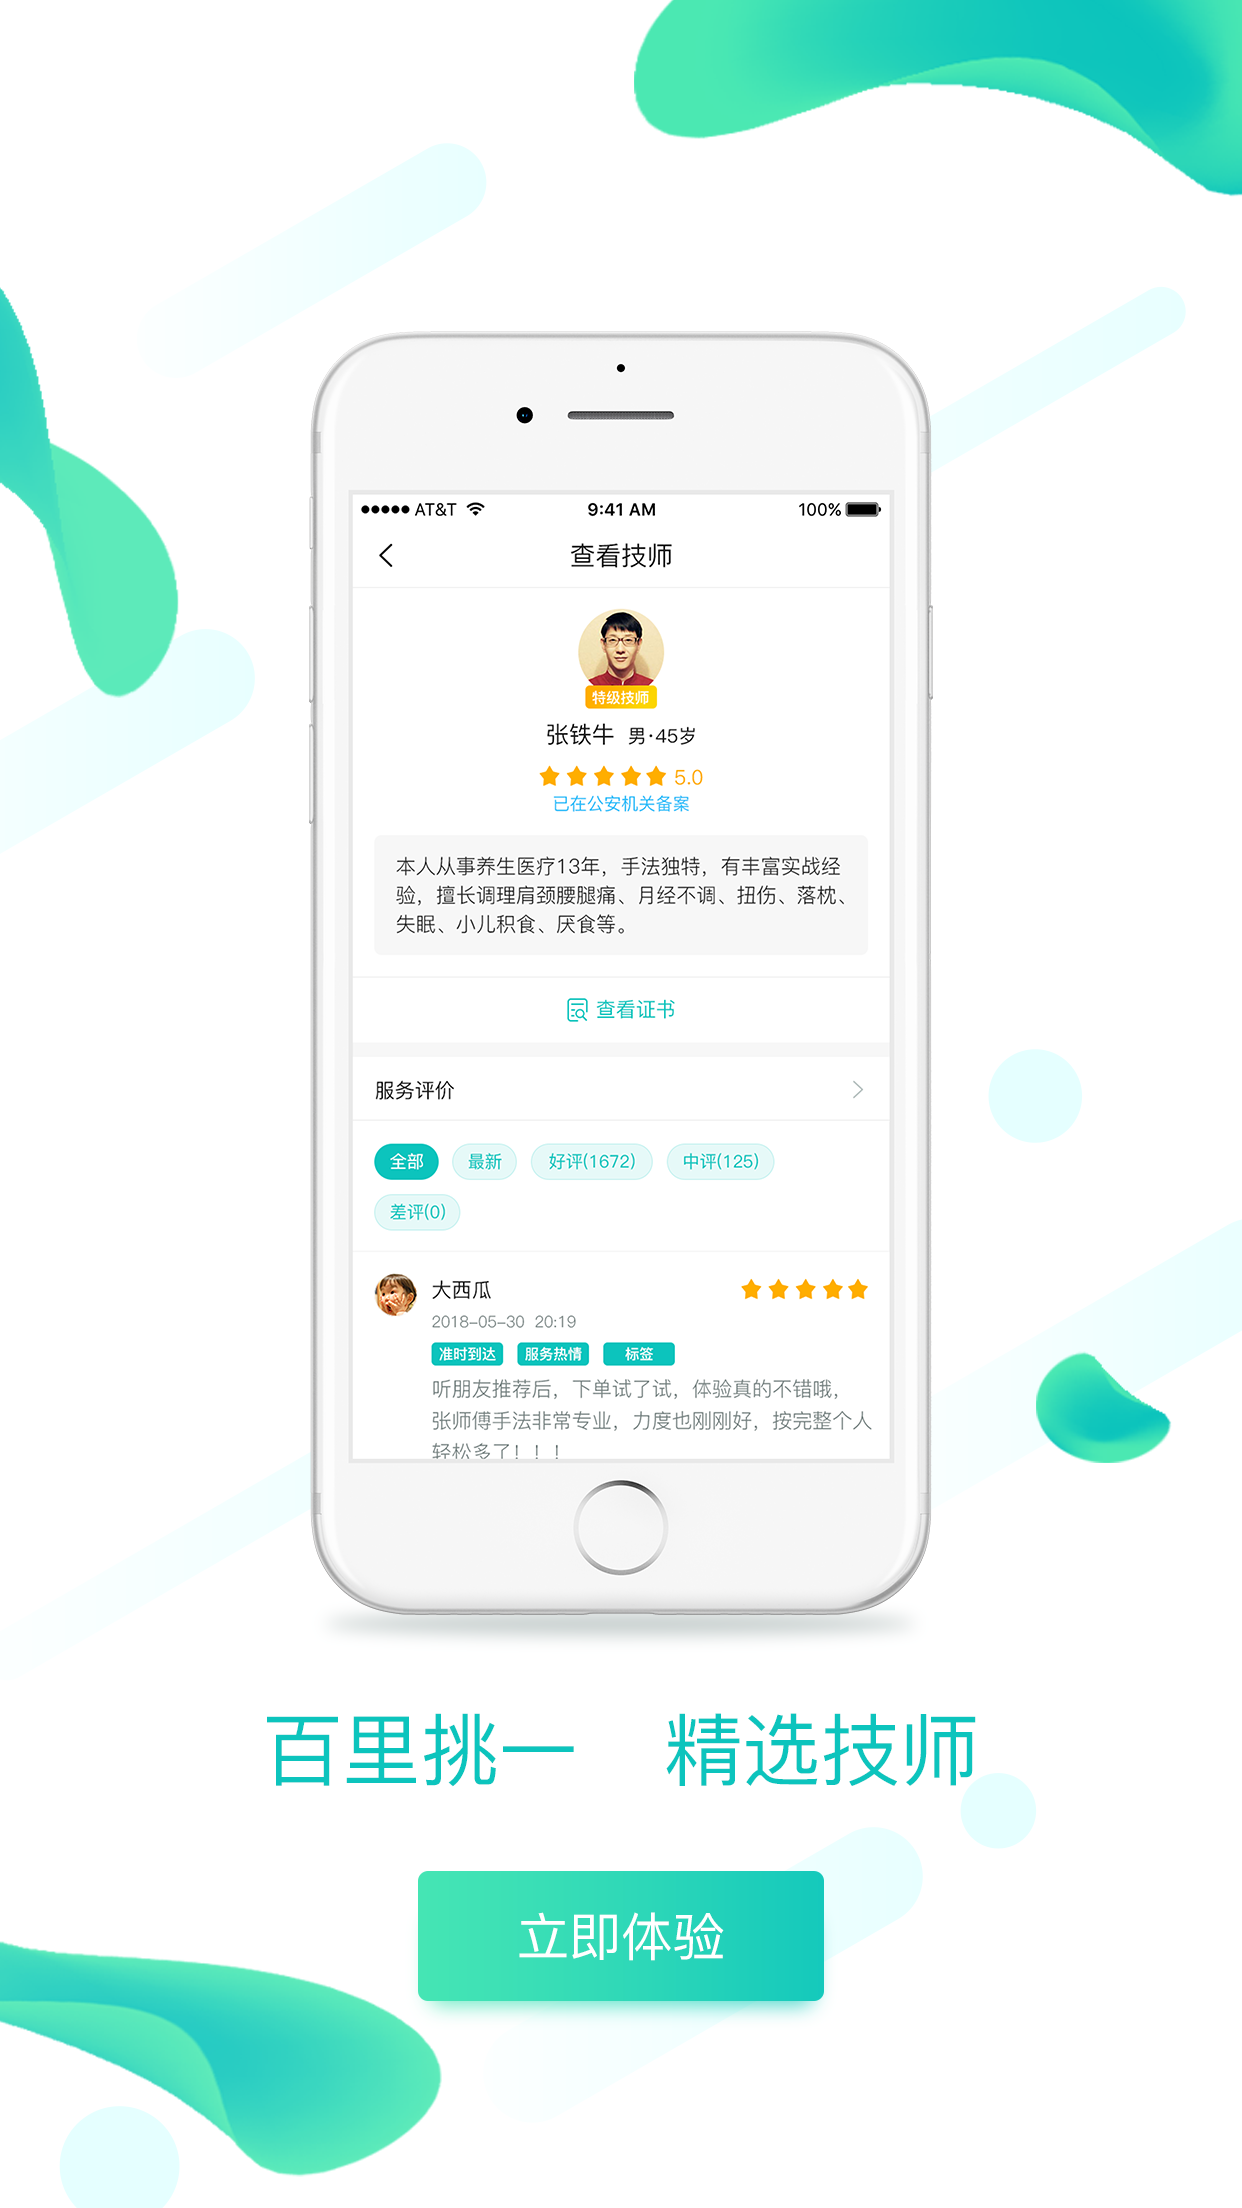 AT&T 9:41 AM 100%
查看技师
特级技师
张铁牛 男·45岁
5.0
已在公安机关备案
本人从事养生医疗13年，手法独特，有丰富实战经
验，擅长调理肩颈腰腿痛、月经不调、扭伤、落枕、
失眠、小儿积食、厌食等。
查看证书
服务评价
全部 最新 好评(1672) 中评(125)
差评(0)
大西瓜
2018-05-30 20:19
准时到达 服务热情 标签
听朋友推荐后，下单试了试，体验真的不错哦，
张师傅手法非常专业，力度也刚刚好，按完整个人
轻松多了！！！
百里挑一 精选技师
立即体验